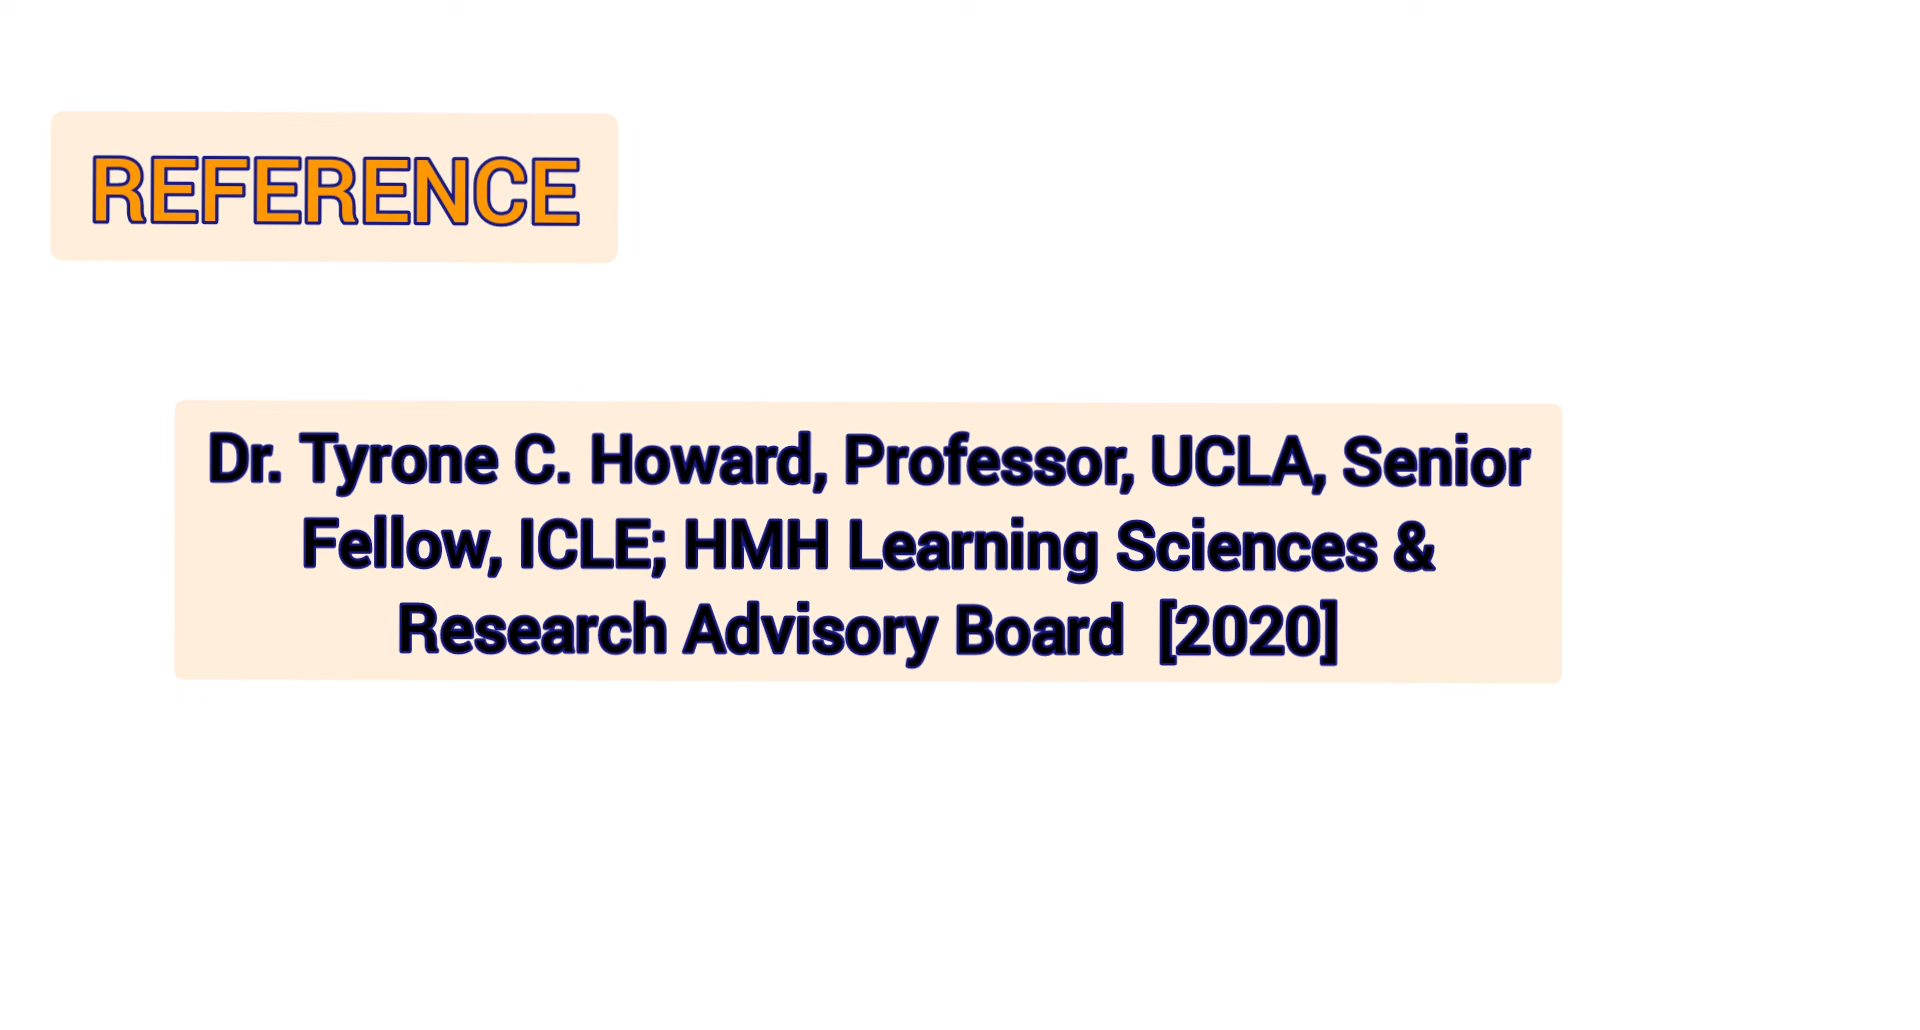 REFERENCE
Dr. Tyrone C. Howard, Professor, UCLA, Senior
Fellow, ICLE; HMH Learning Sciences &
Research Advisory Board  [2020]